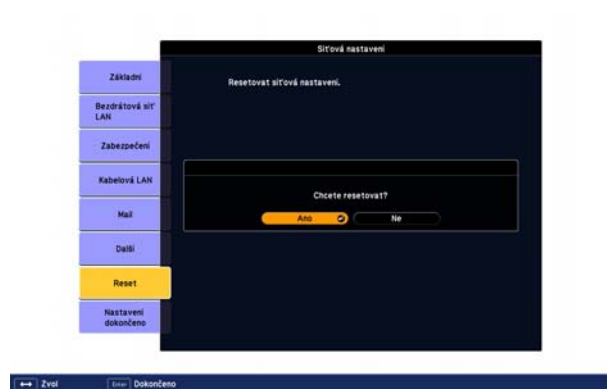 Síťová nastavení
Základní
Resetovat síťová nastavení.
Bezdrátová síť
LAN
Zabezpečení
Kabelová LAN
Chcete resetovat?
Ano
Ne
Mail
Další
Reset
Nastavení
dokončeno
Zvol
Enter
Dokončeno